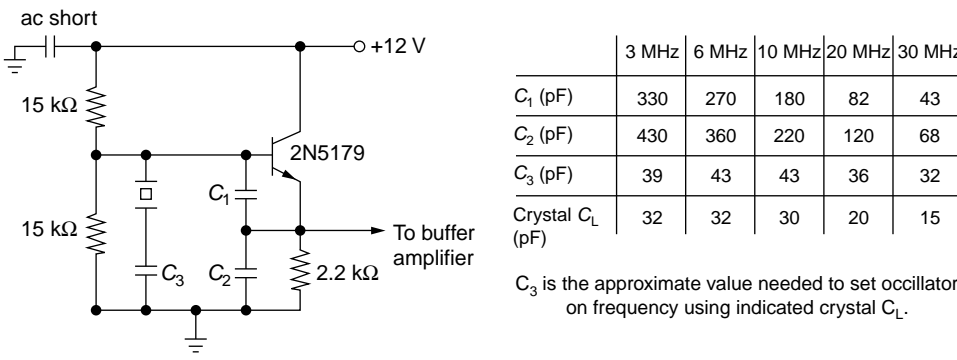 ac short
+12 V
15 kΩ
2N5179
C1
15 kΩ
To buffer
amplifier
C3
C2
2.2 kΩ
3 MHz 6 MHz 10 MHz 20 MHz 30 MHz
C1 (pF) 330 270 180 82 43
C2 (pF) 430 360 220 120 68
C3 (pF) 39 43 43 36 32
Crystal CL 32 32 30 20 15
(pF)
C3 is the approximate value needed to set occillator
on frequency using indicated crystal CL.